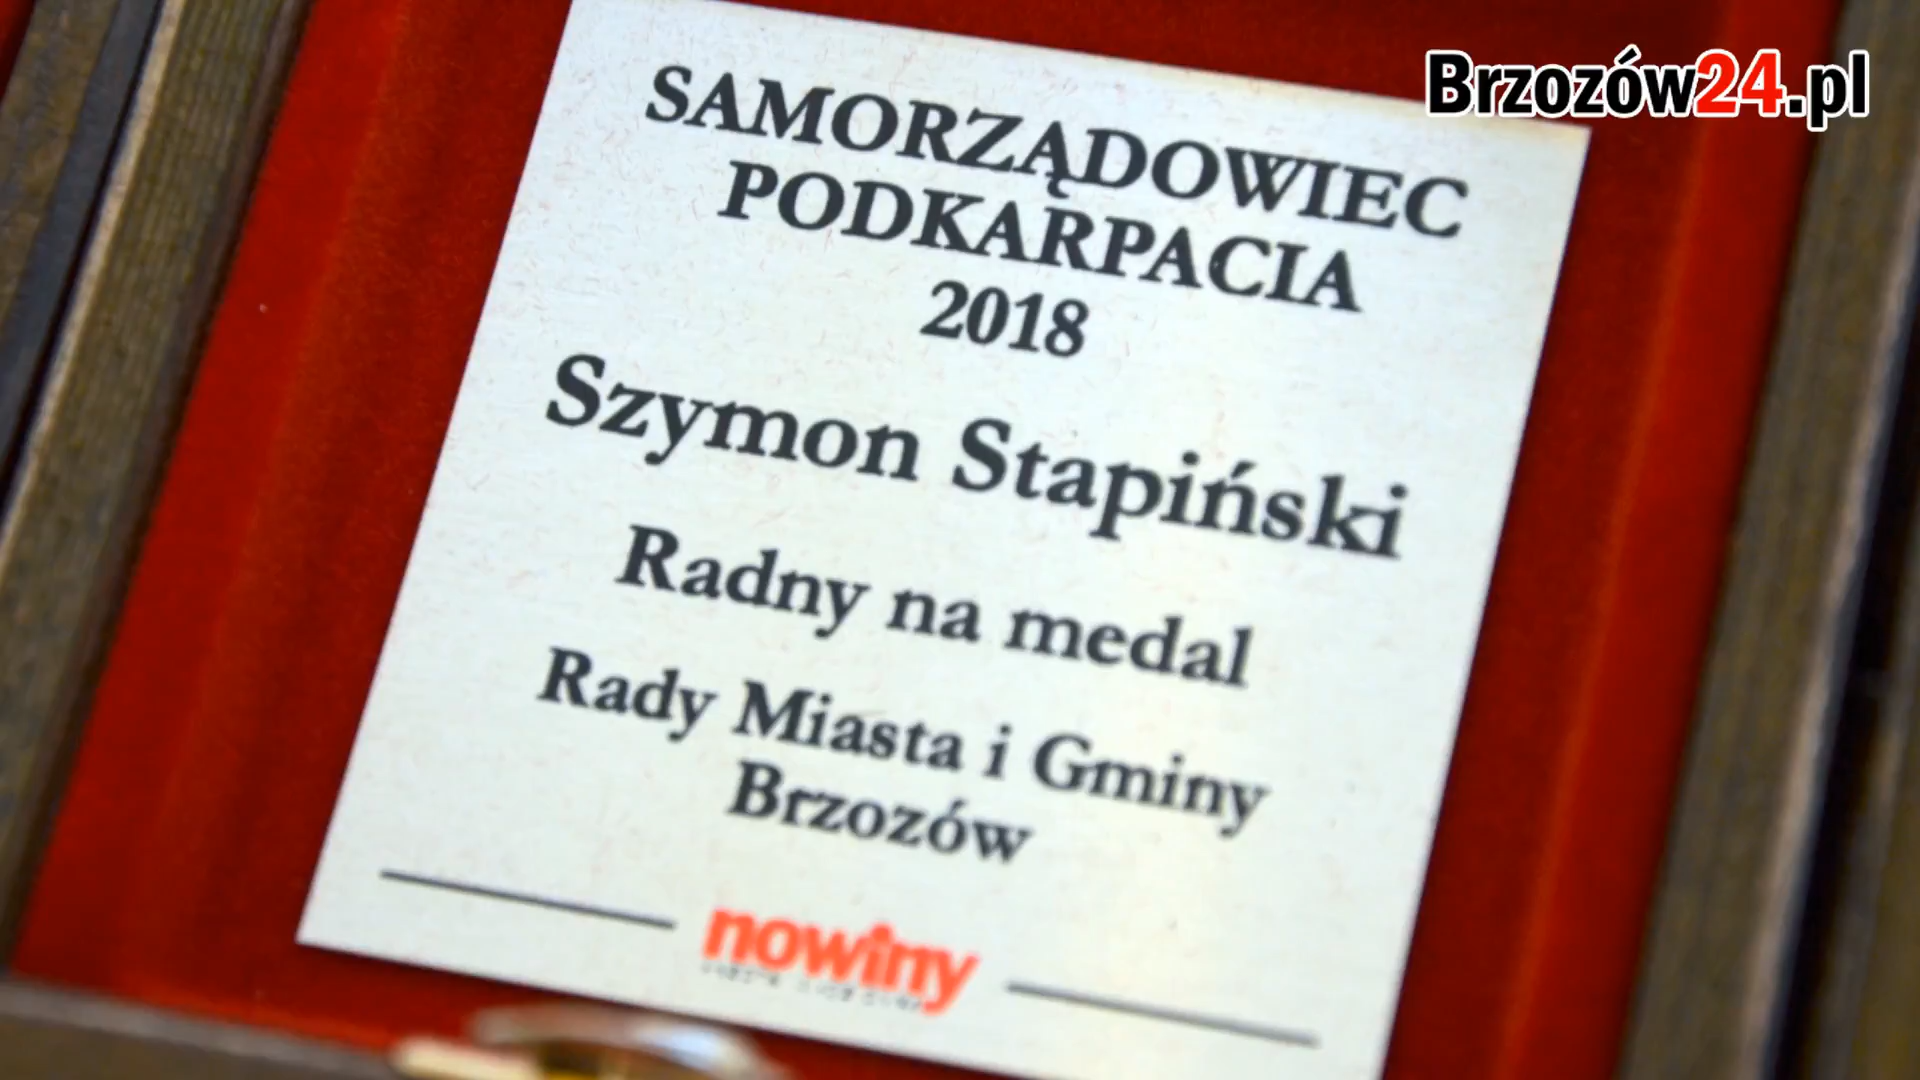 Brzozów24.pl
SAMORZĄDOWIEC
PODKARPACIA
2018
Szymon Stapiński
Radny na medal
Rady Miasta i Gminy
Brzozów
nowiny